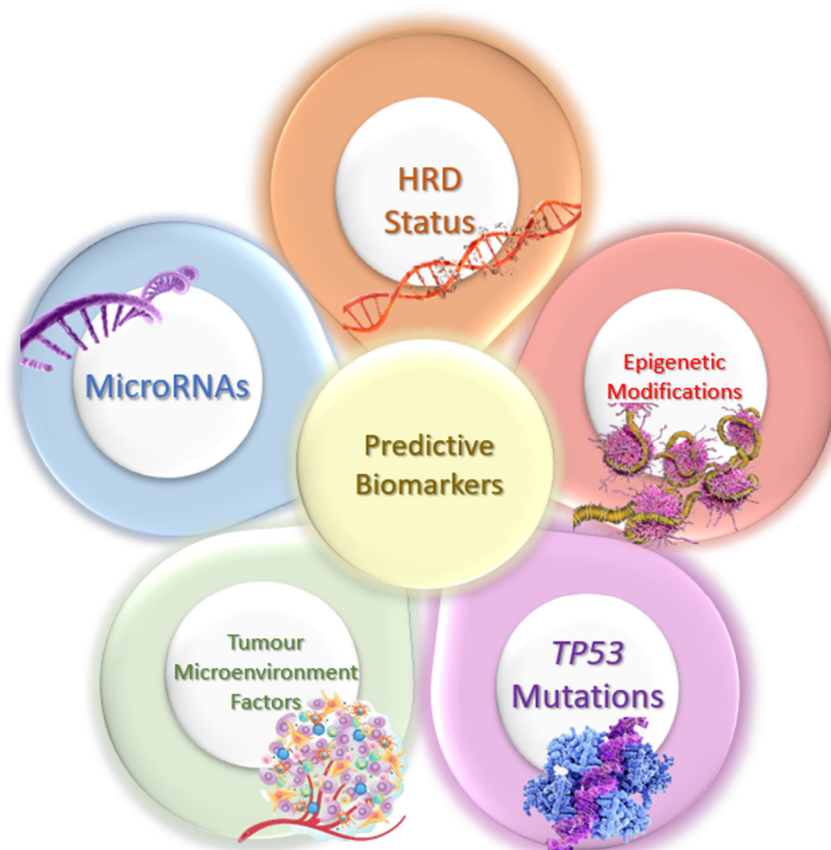 HRD
Status
MicroRNAs
Epigenetic
Modifications
Predictive
Biomarkers
Tumour
Microenvironment
Factors
TP53
Mutations